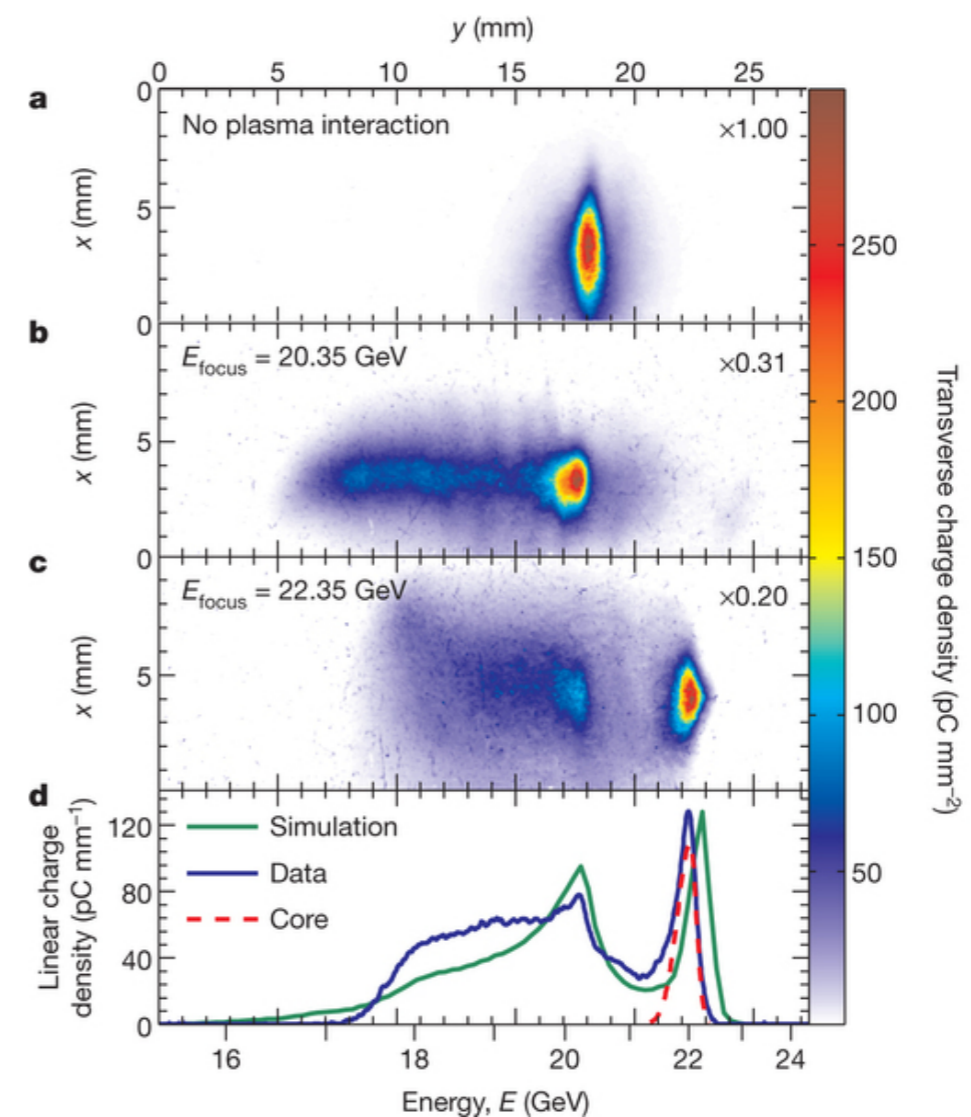 y (mm)
0 5 10 15 20 25
a
0
No plasma interaction
×1.00
x (mm)
5
0
b
E_focus = 20.35 GeV
×0.31
x (mm)
5
0
c
E_focus = 22.35 GeV
×0.20
x (mm)
5
d
Linear charge
density (pC mm⁻¹)
120
80
40
0
Simulation
Data
Core
16 18 20 22 24
Energy, E (GeV)
250
200
150
100
50
Transverse charge density (pC mm⁻²)